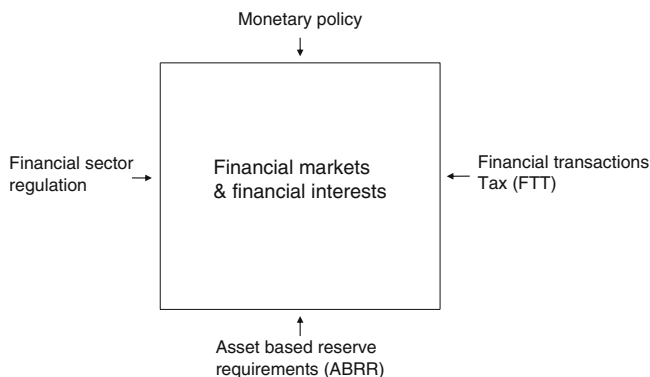 Monetary policy
Financial sector
regulation
Financial markets
& financial interests
Financial transactions
Tax (FTT)
Asset based reserve
requirements (ABRR)